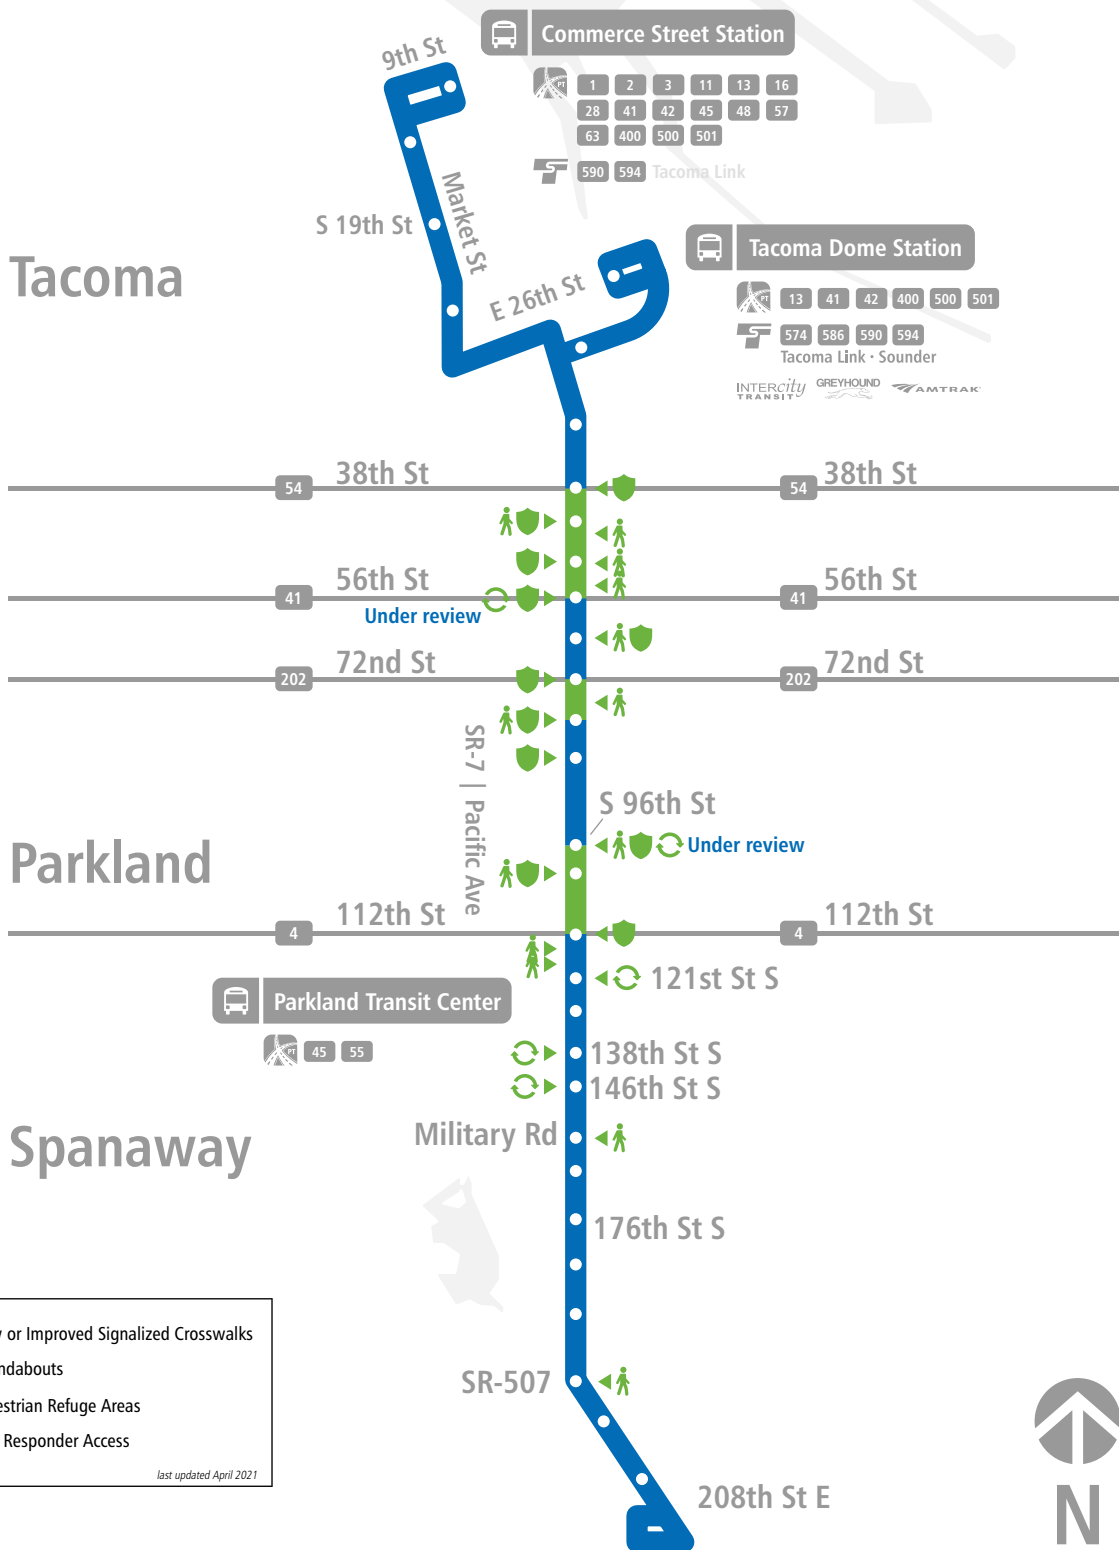 9th St
Commerce Street Station
PT 1 2 3 11 13 16
28 41 42 45 48 57
63 400 500 501
T S 590 594 Tacoma Link
Market St
S 19th St
Tacoma
E 26th St
Tacoma Dome Station
PT 13 41 42 400 500 501
T S 574 586 590 594
Tacoma Link · Sounder
INTERcity TRANSIT GREYHOUND AMTRAK
54 38th St 54 38th St
41 56th St 41 56th St
Under review
202 72nd St 202 72nd St
SR-7 | Pacific Ave
S 96th St
Under review
Parkland
4 112th St 4 112th St
121st St S
Parkland Transit Center
PT 45 55
138th St S
146th St S
Military Rd
Spanaway
176th St S
or Improved Signalized Crosswalks
ndabouts
estrian Refuge Areas
Responder Access
last updated April 2021
SR-507
208th St E
N